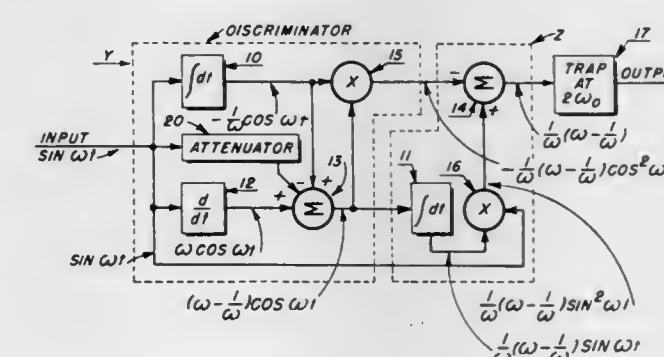 DISCRIMINATOR
Y
10
15
Z
17
∫dt
X
- Σ
14 +
TRAP
AT
2ω₀
OUTPUT
20
-1/ω COS ωt
1/ω(ω-1/ω)
INPUT
SIN ωt
ATTENUATOR
13
-1/ω(ω-1/ω)COS²ω
12
- +
+ Σ
11
16
d/dt
∫dt
X
SIN ωt
ω COS ωt
(ω-1/ω)COS ωt
1/ω(ω-1/ω)SIN²ωt
1/ω(ω-1/ω)SIN ωt